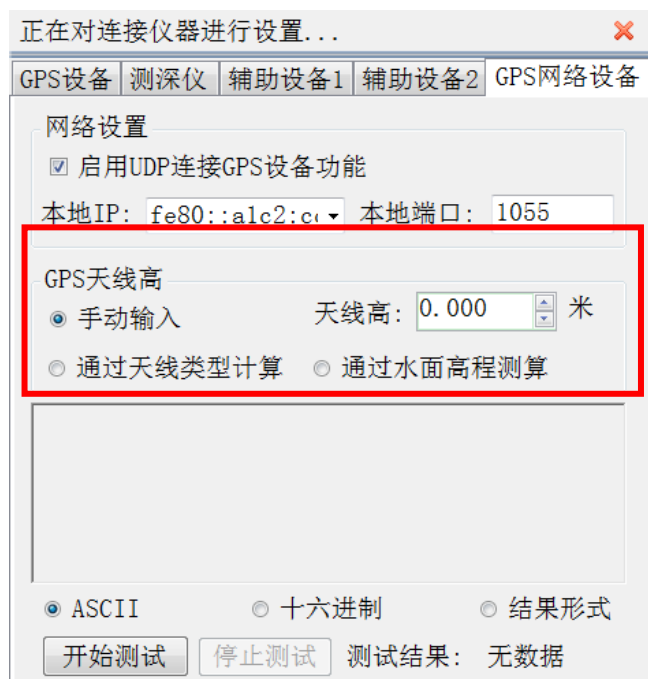 正在对连接仪器进行设置...
GPS设备 测深仪 辅助设备1 辅助设备2 GPS网络设备
网络设置
启用UDP连接GPS设备功能
本地IP: fe80::a1c2:c 本地端口: 1055
GPS天线高
手动输入 天线高: 0.000 米
通过天线类型计算 通过水面高程测算
ASCII 十六进制 结果形式
开始测试 停止测试 测试结果: 无数据